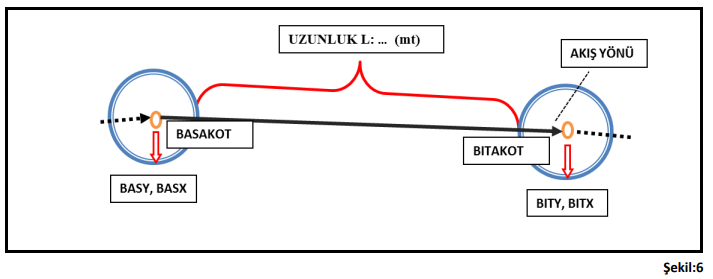 UZUNLUK L: ... (mt)
AKIŞ YÖNÜ
BASAKOT
BITAKOT
BASY, BASX
BITY, BITX
Şekil:6